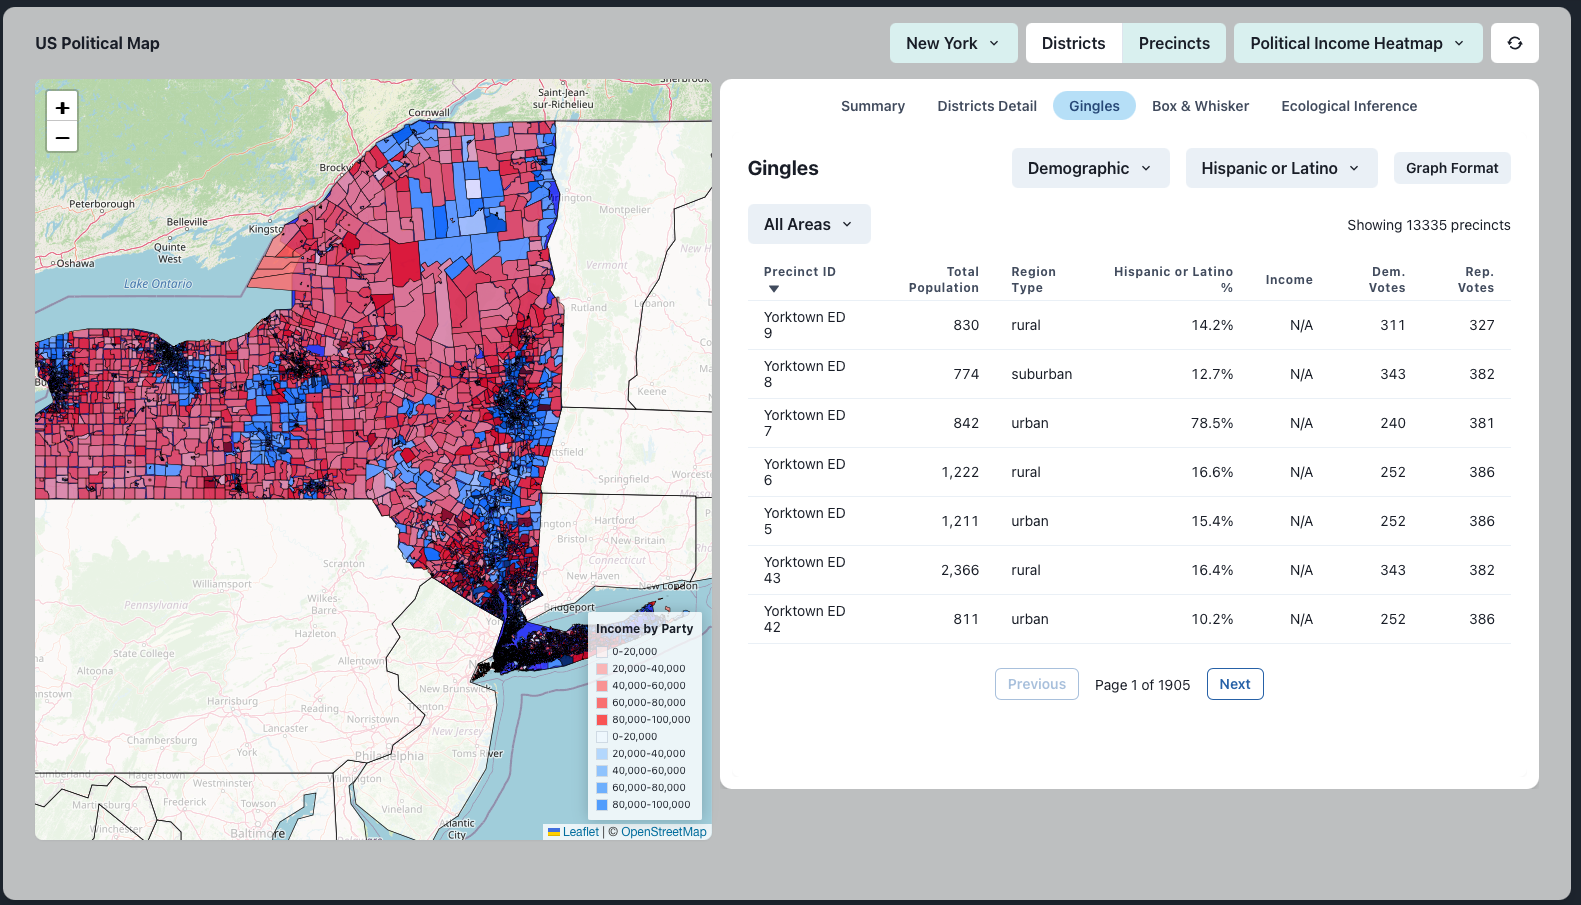 US Political Map
New York
Districts
Precincts
Political Income Heatmap
+
−
Saint-Jean-
sur-Richelieu
Cornwall
Peterborough
Belleville
Kingsto
Quinte
West
Oshawa
Lake Ontario
Montpelier
Vermont
Rutland
Concord
Keene
Springfield
Worceste
Hartford
Bristol
New Britain
Connecticut
New Haven
New London
Scranton
Williamsport
Pennsylvania
Wilkes-
Barre
Hazleton
State College
Altoona
Allentown
New Brunswick
Harrisburg
Reading
Trenton
Norristown
Lancaster
New Jersey
Chambersburg
York
Philadelphia
Toms River
Hagerstown
Westminster
Wilmington
Martinsburg
Frederick
Towson
Vineland
Winchester
Baltimore
Atlantic
City
Income by Party
0-20,000
20,000-40,000
40,000-60,000
60,000-80,000
80,000-100,000
0-20,000
20,000-40,000
40,000-60,000
60,000-80,000
80,000-100,000
Leaflet | © OpenStreetMap
Summary
Districts Detail
Gingles
Box & Whisker
Ecological Inference
Gingles
Demographic
Hispanic or Latino
Graph Format
All Areas
Showing 13335 precincts
Precinct ID ▼ Total Population Region Type Hispanic or Latino % Income Dem. Votes Rep. Votes
Yorktown ED 9 830 rural 14.2% N/A 311 327
Yorktown ED 8 774 suburban 12.7% N/A 343 382
Yorktown ED 7 842 urban 78.5% N/A 240 381
Yorktown ED 6 1,222 rural 16.6% N/A 252 386
Yorktown ED 5 1,211 urban 15.4% N/A 252 386
Yorktown ED 43 2,366 rural 16.4% N/A 343 382
Yorktown ED 42 811 urban 10.2% N/A 252 386
Previous
Page 1 of 1905
Next